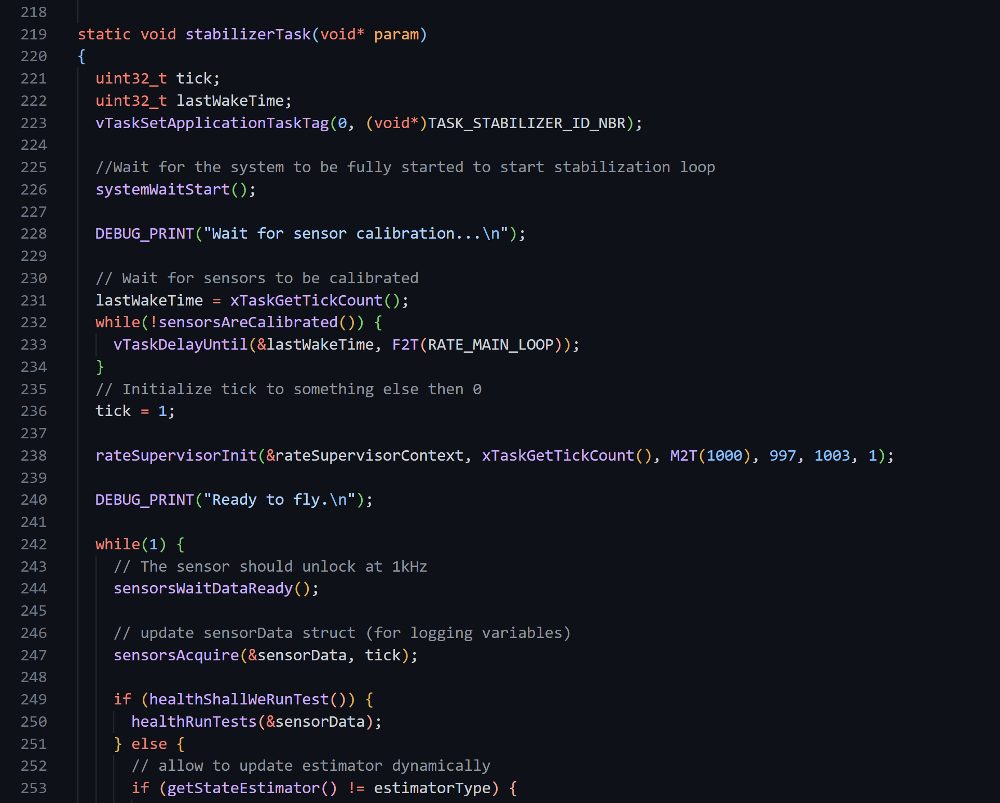 218
219 static void stabilizerTask(void* param)
220 {
221   uint32_t tick;
222   uint32_t lastWakeTime;
223   vTaskSetApplicationTaskTag(0, (void*)TASK_STABILIZER_ID_NBR);
224
225   //Wait for the system to be fully started to start stabilization loop
226   systemWaitStart();
227
228   DEBUG_PRINT("Wait for sensor calibration...\n");
229
230   // Wait for sensors to be calibrated
231   lastWakeTime = xTaskGetTickCount();
232   while(!sensorsAreCalibrated()) {
233     vTaskDelayUntil(&lastWakeTime, F2T(RATE_MAIN_LOOP));
234   }
235   // Initialize tick to something else then 0
236   tick = 1;
237
238   rateSupervisorInit(&rateSupervisorContext, xTaskGetTickCount(), M2T(1000), 997, 1003, 1);
239
240   DEBUG_PRINT("Ready to fly.\n");
241
242   while(1) {
243     // The sensor should unlock at 1kHz
244     sensorsWaitDataReady();
245
246     // update sensorData struct (for logging variables)
247     sensorsAcquire(&sensorData, tick);
248
249     if (healthShallWeRunTest()) {
250       healthRunTests(&sensorData);
251     } else {
252       // allow to update estimator dynamically
253       if (getStateEstimator() != estimatorType) {